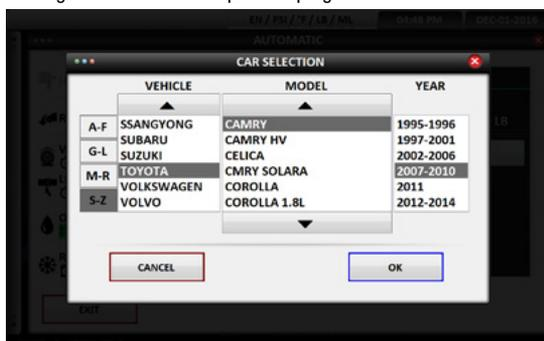 EN / PSI / °F / LB / ML 04:48 PM DEC-01-2016
AUTOMATIC
CAR SELECTION
VEHICLE MODEL YEAR
A-F
G-L
M-R
S-Z
SSANGYONG
SUBARU
SUZUKI
TOYOTA
VOLKSWAGEN
VOLVO
CAMRY
CAMRY HV
CELICA
CMRY SOLARA
COROLLA
COROLLA 1.8L
1995-1996
1997-2001
2002-2006
2007-2010
2011
2012-2014
LB
CANCEL OK
EXIT